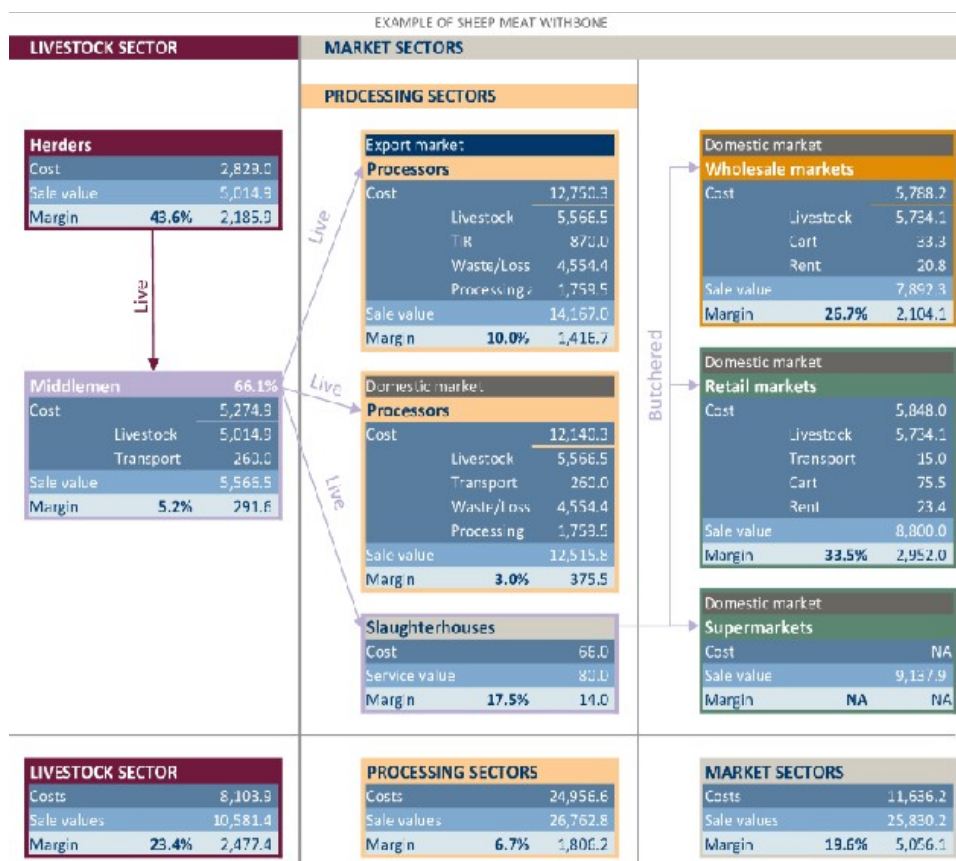 EXAMPLE OF SHEEP MEAT WITHBONE
LIVESTOCK SECTOR
MARKET SECTORS
PROCESSING SECTORS
Herders
Cost 2,829.0
Sale value 5,014.9
Margin 43.6% 2,185.9
Live
Middlemen 66.1%
Cost 5,274.9
Livestock 5,014.9
Transport 260.0
Sale value 5,566.5
Margin 5.2% 291.6
Live
Live
Live
Export market
Processors
Cost 12,750.3
Livestock 5,566.5
TIR 870.0
Waste/Loss 4,554.4
Processing 1,759.5
Sale value 14,167.0
Margin 10.0% 1,416.7
Domestic market
Processors
Cost 12,140.3
Livestock 5,566.5
Transport 260.0
Waste/Loss 4,554.4
Processing 1,759.5
Sale value 12,515.8
Margin 3.0% 375.5
Slaughterhouses
Cost 66.0
Service value 80.0
Margin 17.5% 14.0
Butchered
Domestic market
Wholesale markets
Cost 5,788.2
Livestock 5,734.1
Cart 33.3
Rent 20.8
Sale value 7,892.3
Margin 26.7% 2,104.1
Domestic market
Retail markets
Cost 5,848.0
Livestock 5,734.1
Transport 15.0
Cart 75.5
Rent 23.4
Sale value 8,800.0
Margin 33.5% 2,952.0
Domestic market
Supermarkets
Cost NA
Sale value 9,137.9
Margin NA NA
LIVESTOCK SECTOR
Costs 8,103.9
Sale values 10,581.4
Margin 23.4% 2,477.4
PROCESSING SECTORS
Costs 24,956.6
Sale values 26,762.8
Margin 6.7% 1,806.2
MARKET SECTORS
Costs 11,636.2
Sale values 25,830.2
Margin 19.6% 5,056.1